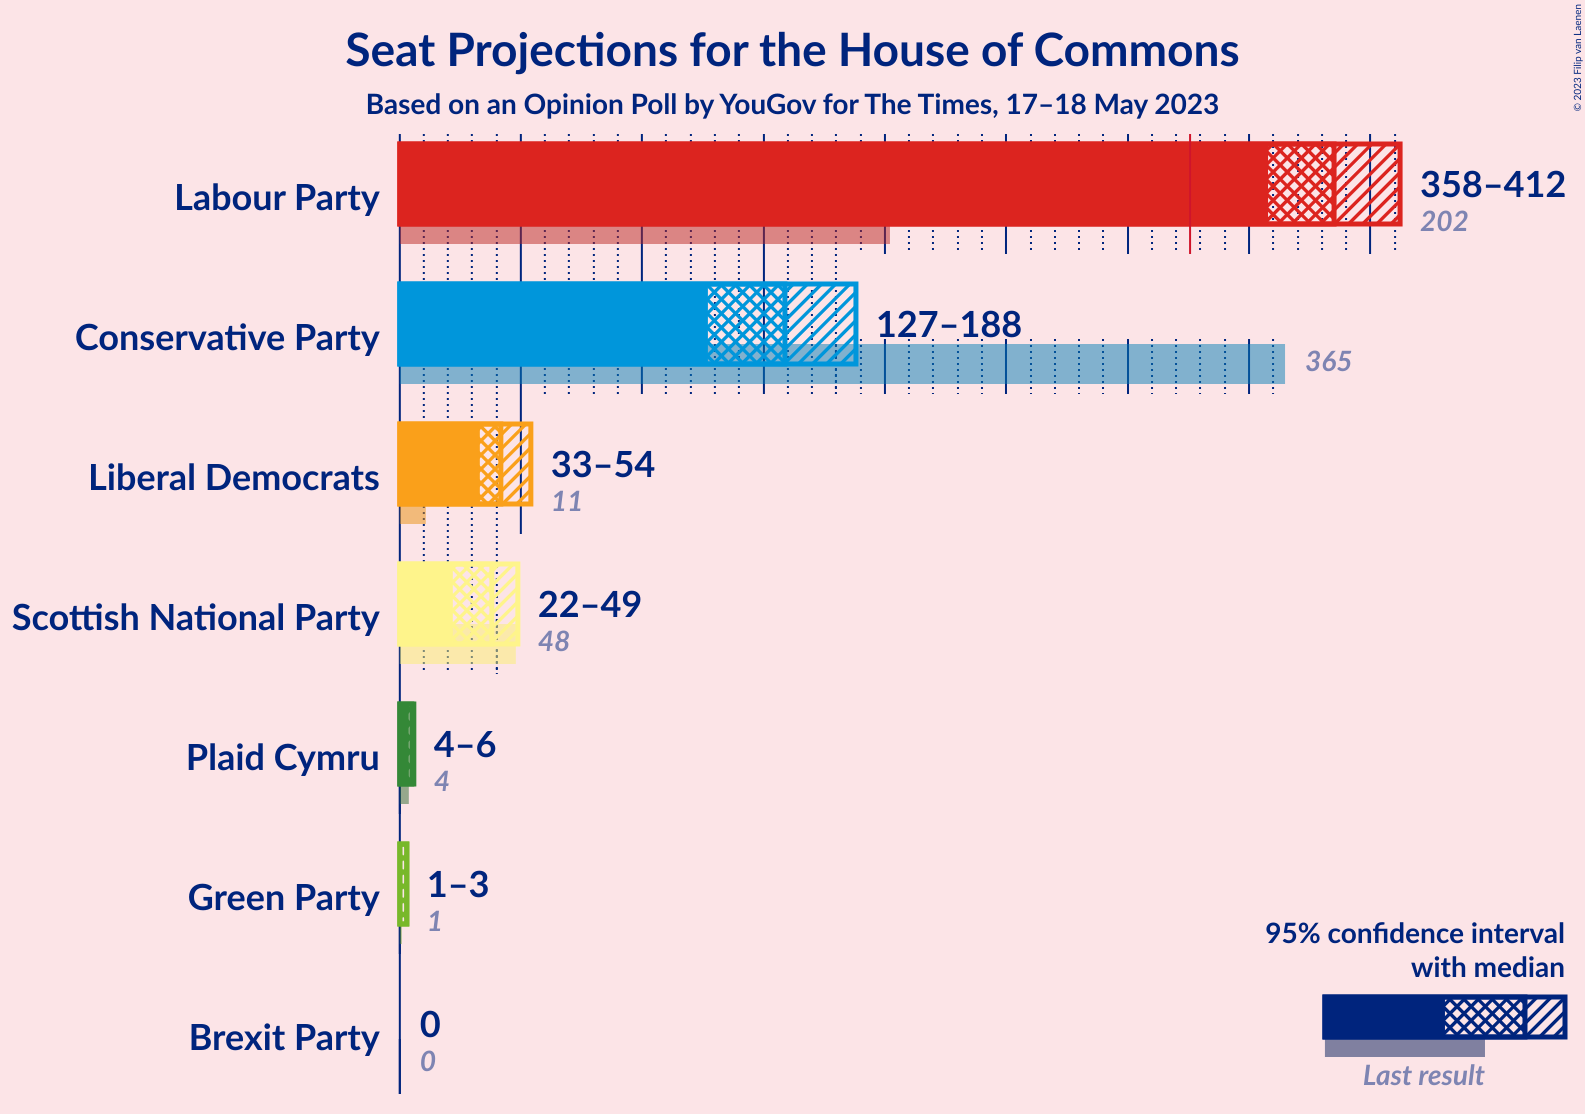 Seat Projections for the House of Commons
Based on an Opinion Poll by YouGov for The Times, 17–18 May 2023
© 2023 Filip van Laenen
Labour Party
358–412
202
Conservative Party
127–188
365
Liberal Democrats
33–54
11
Scottish National Party
22–49
48
Plaid Cymru
4–6
4
Green Party
1–3
1
Brexit Party
0
0
95% confidence interval
with median
Last result